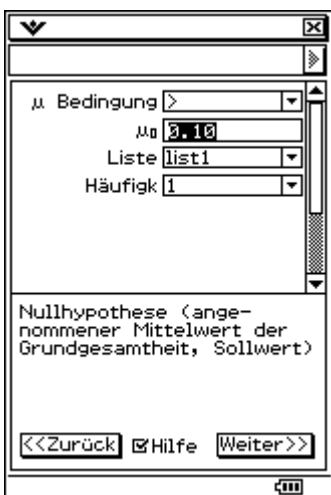 μ Bedingung >
μ0 0.10
Liste list1
Häufigk 1
Nullhypothese (ange-
nommener Mittelwert der
Grundgesamtheit, Sollwert)
<<Zurück Hilfe Weiter>>